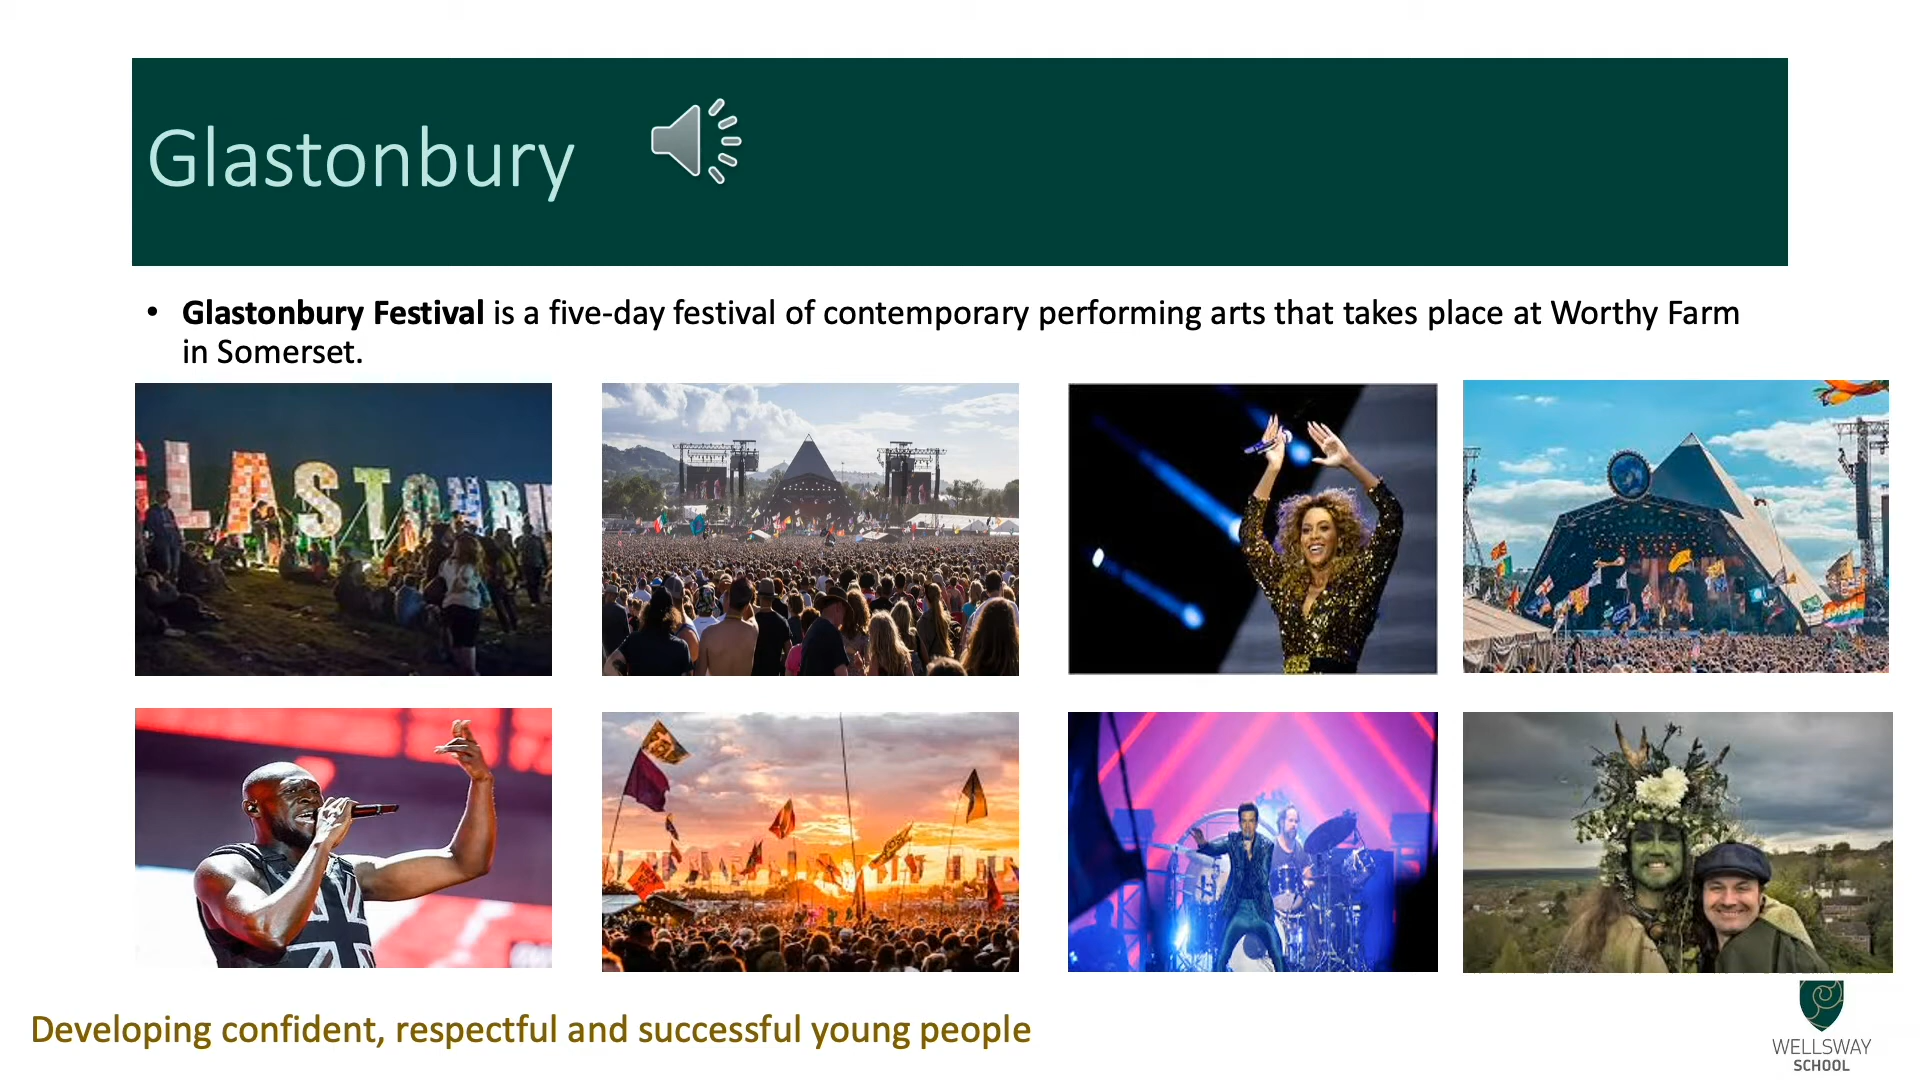 Glastonbury
• Glastonbury Festival is a five-day festival of contemporary performing arts that takes place at Worthy Farm
in Somerset.
LASTONBU
Developing confident, respectful and successful young people
WELLSWAY
SCHOOL